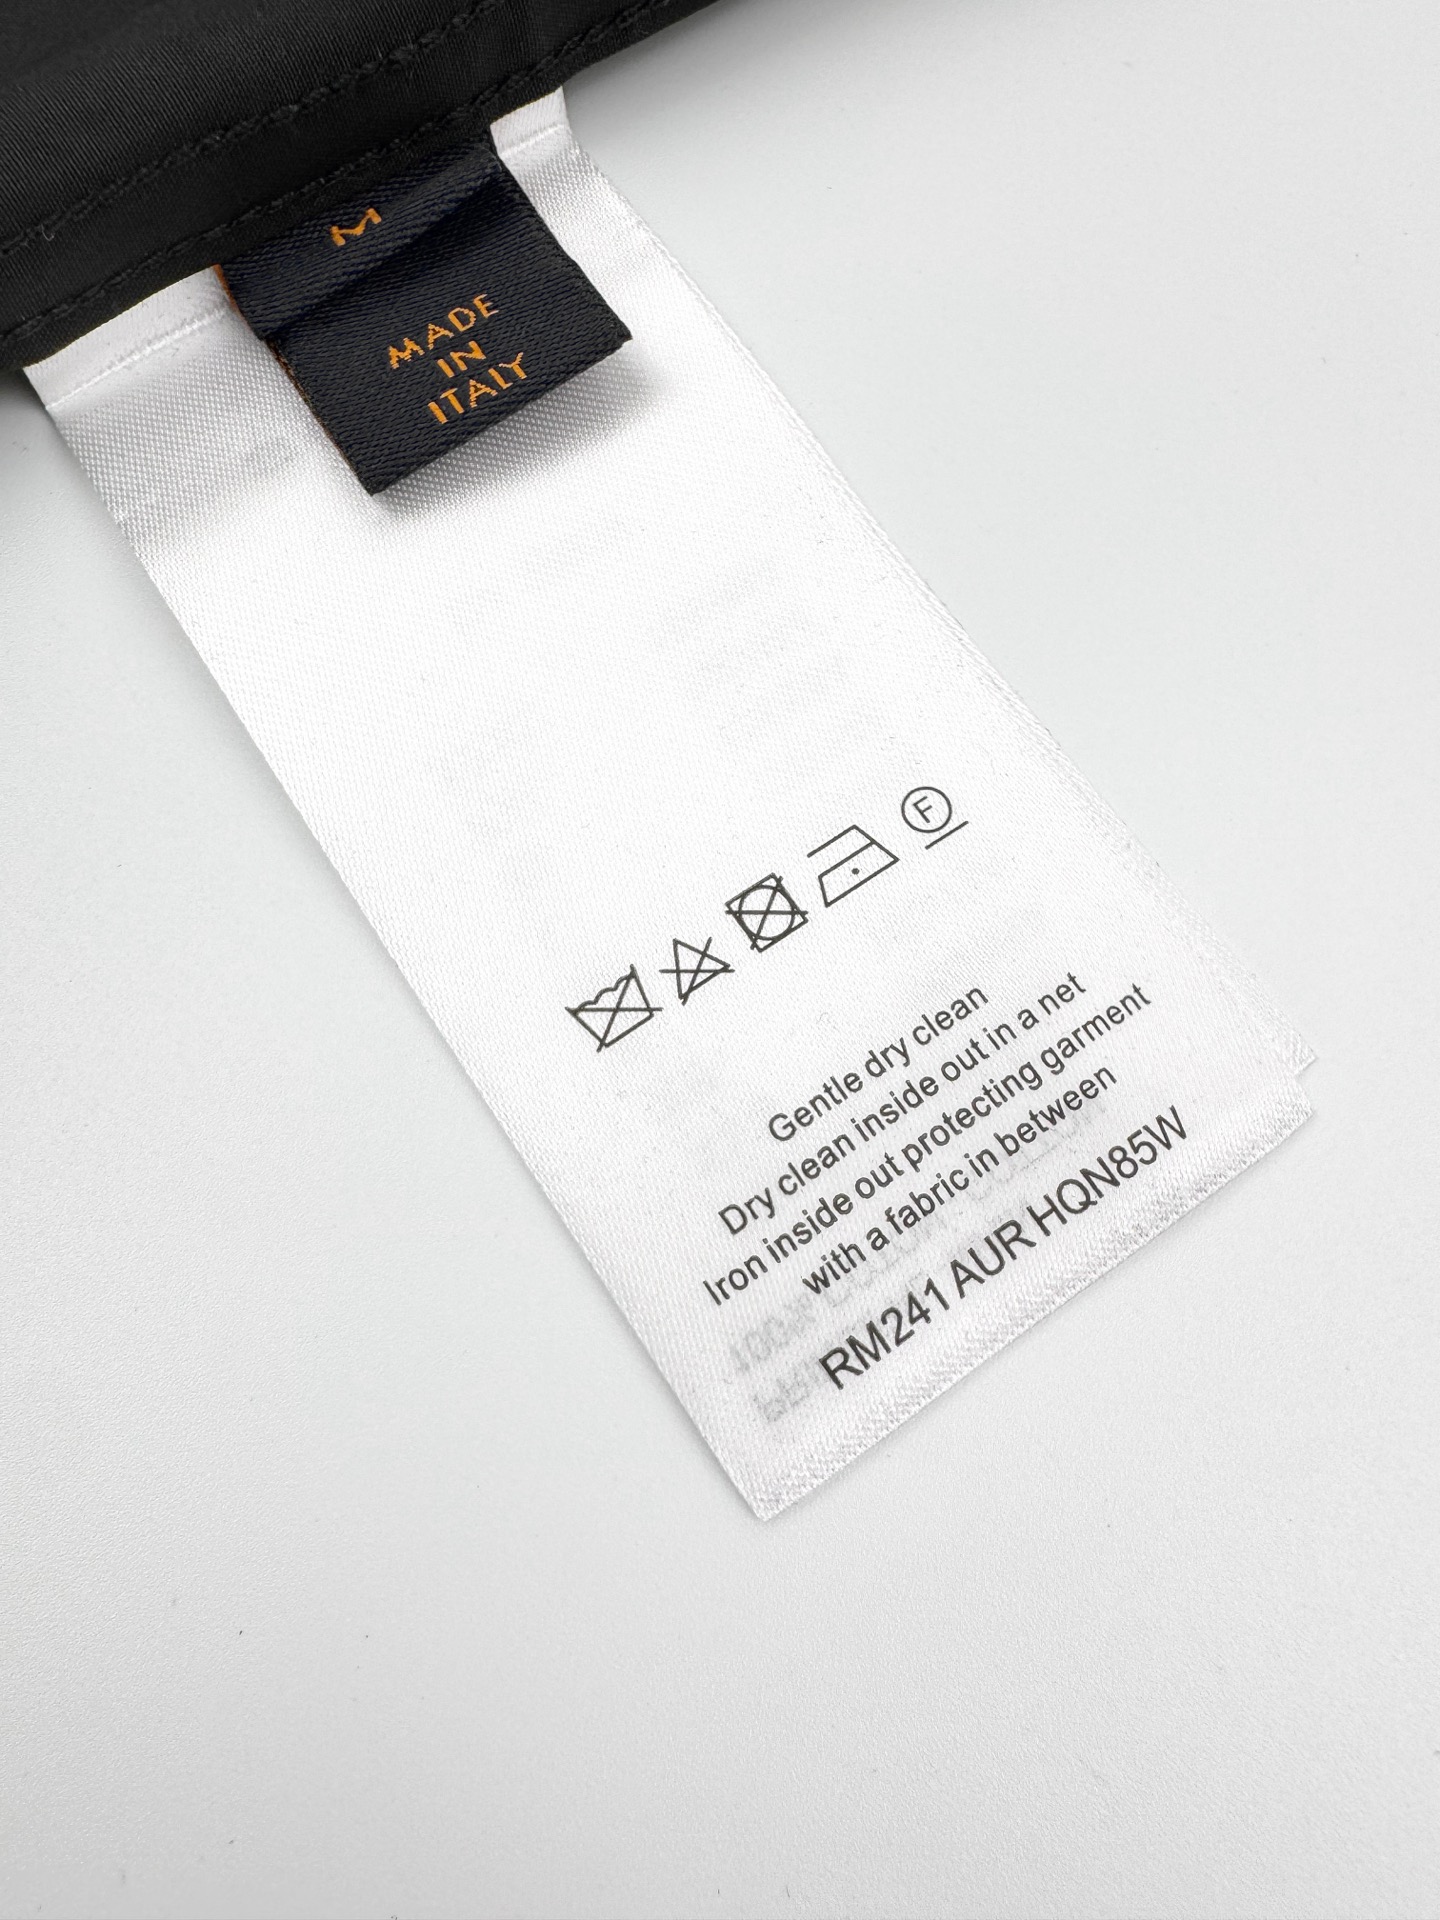 M
MADE
IN
ITALY
F
Gentle dry clean
Dry clean inside out in a net
Iron inside out protecting garment
with a fabric in between
RM241 AUR HQN85W